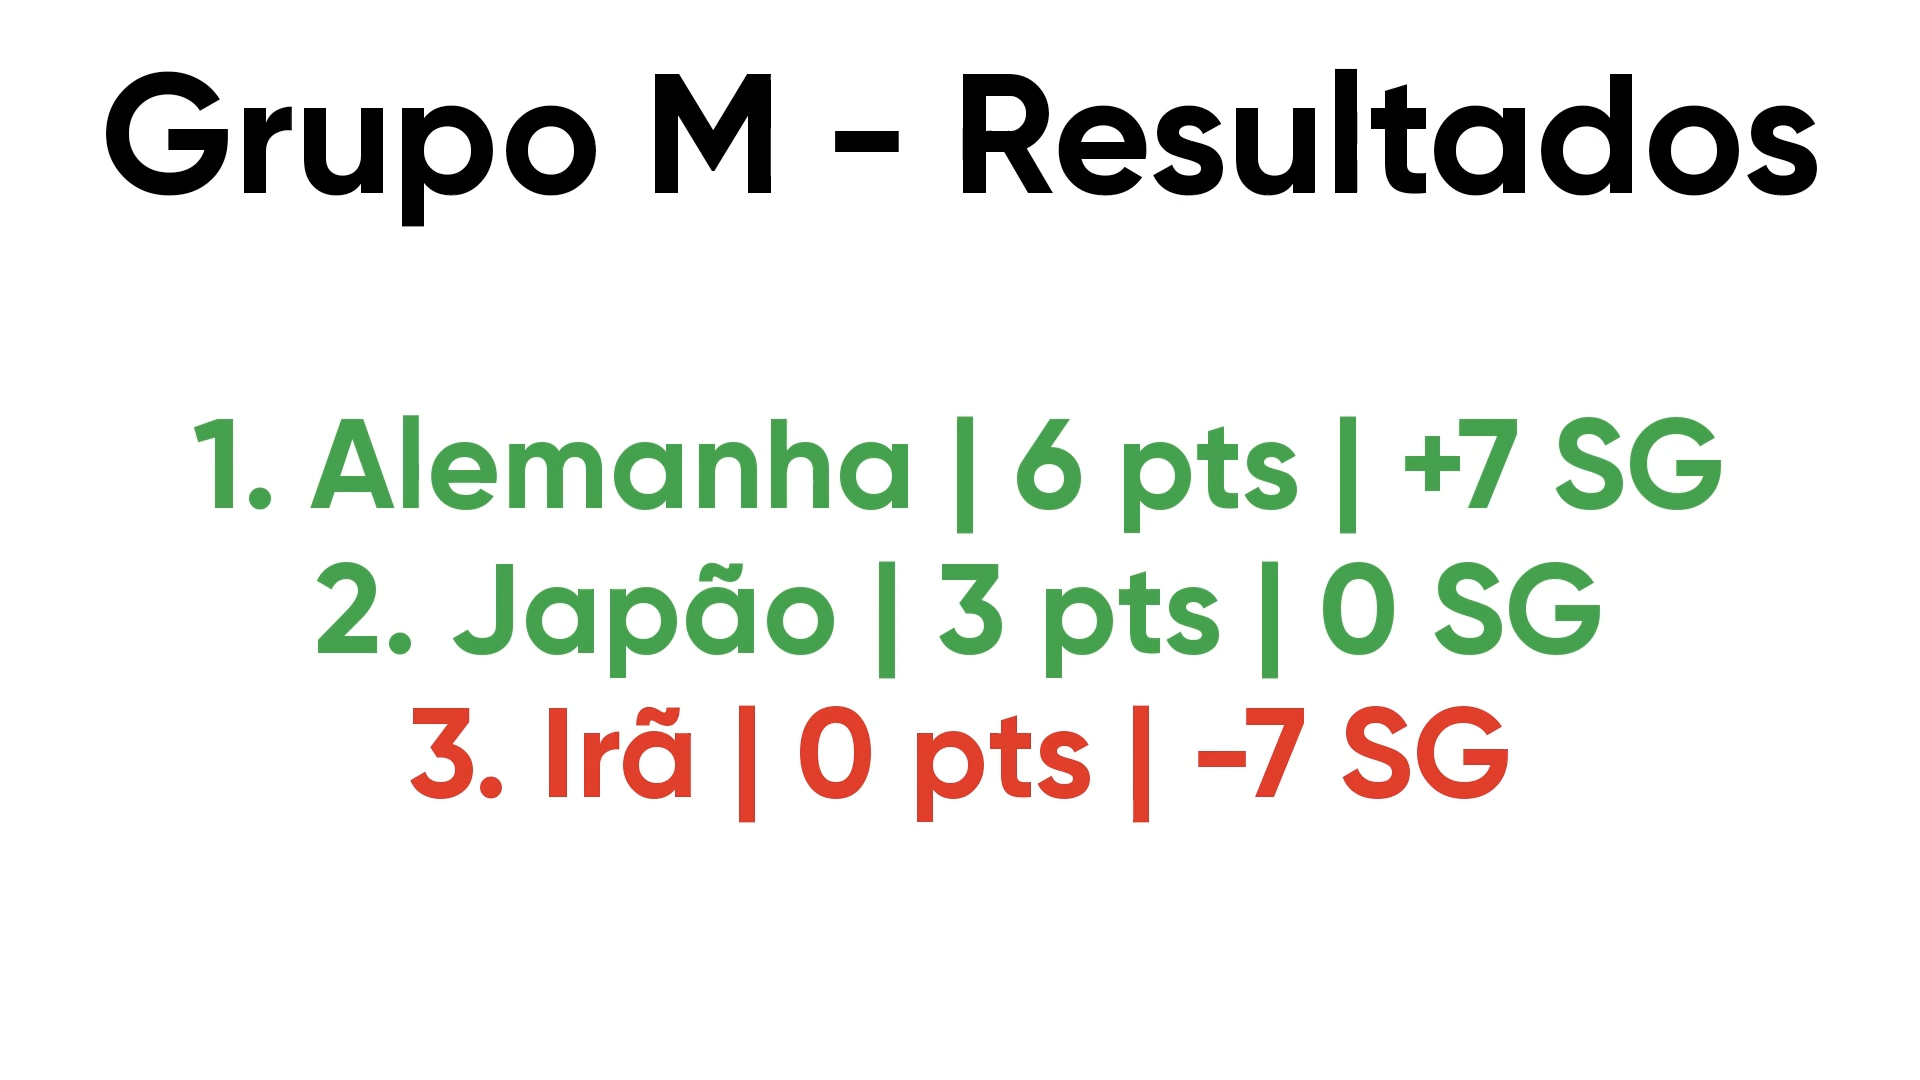 Grupo M - Resultados
1. Alemanha | 6 pts | +7 SG
2. Japão | 3 pts | 0 SG
3. Irã | 0 pts | -7 SG